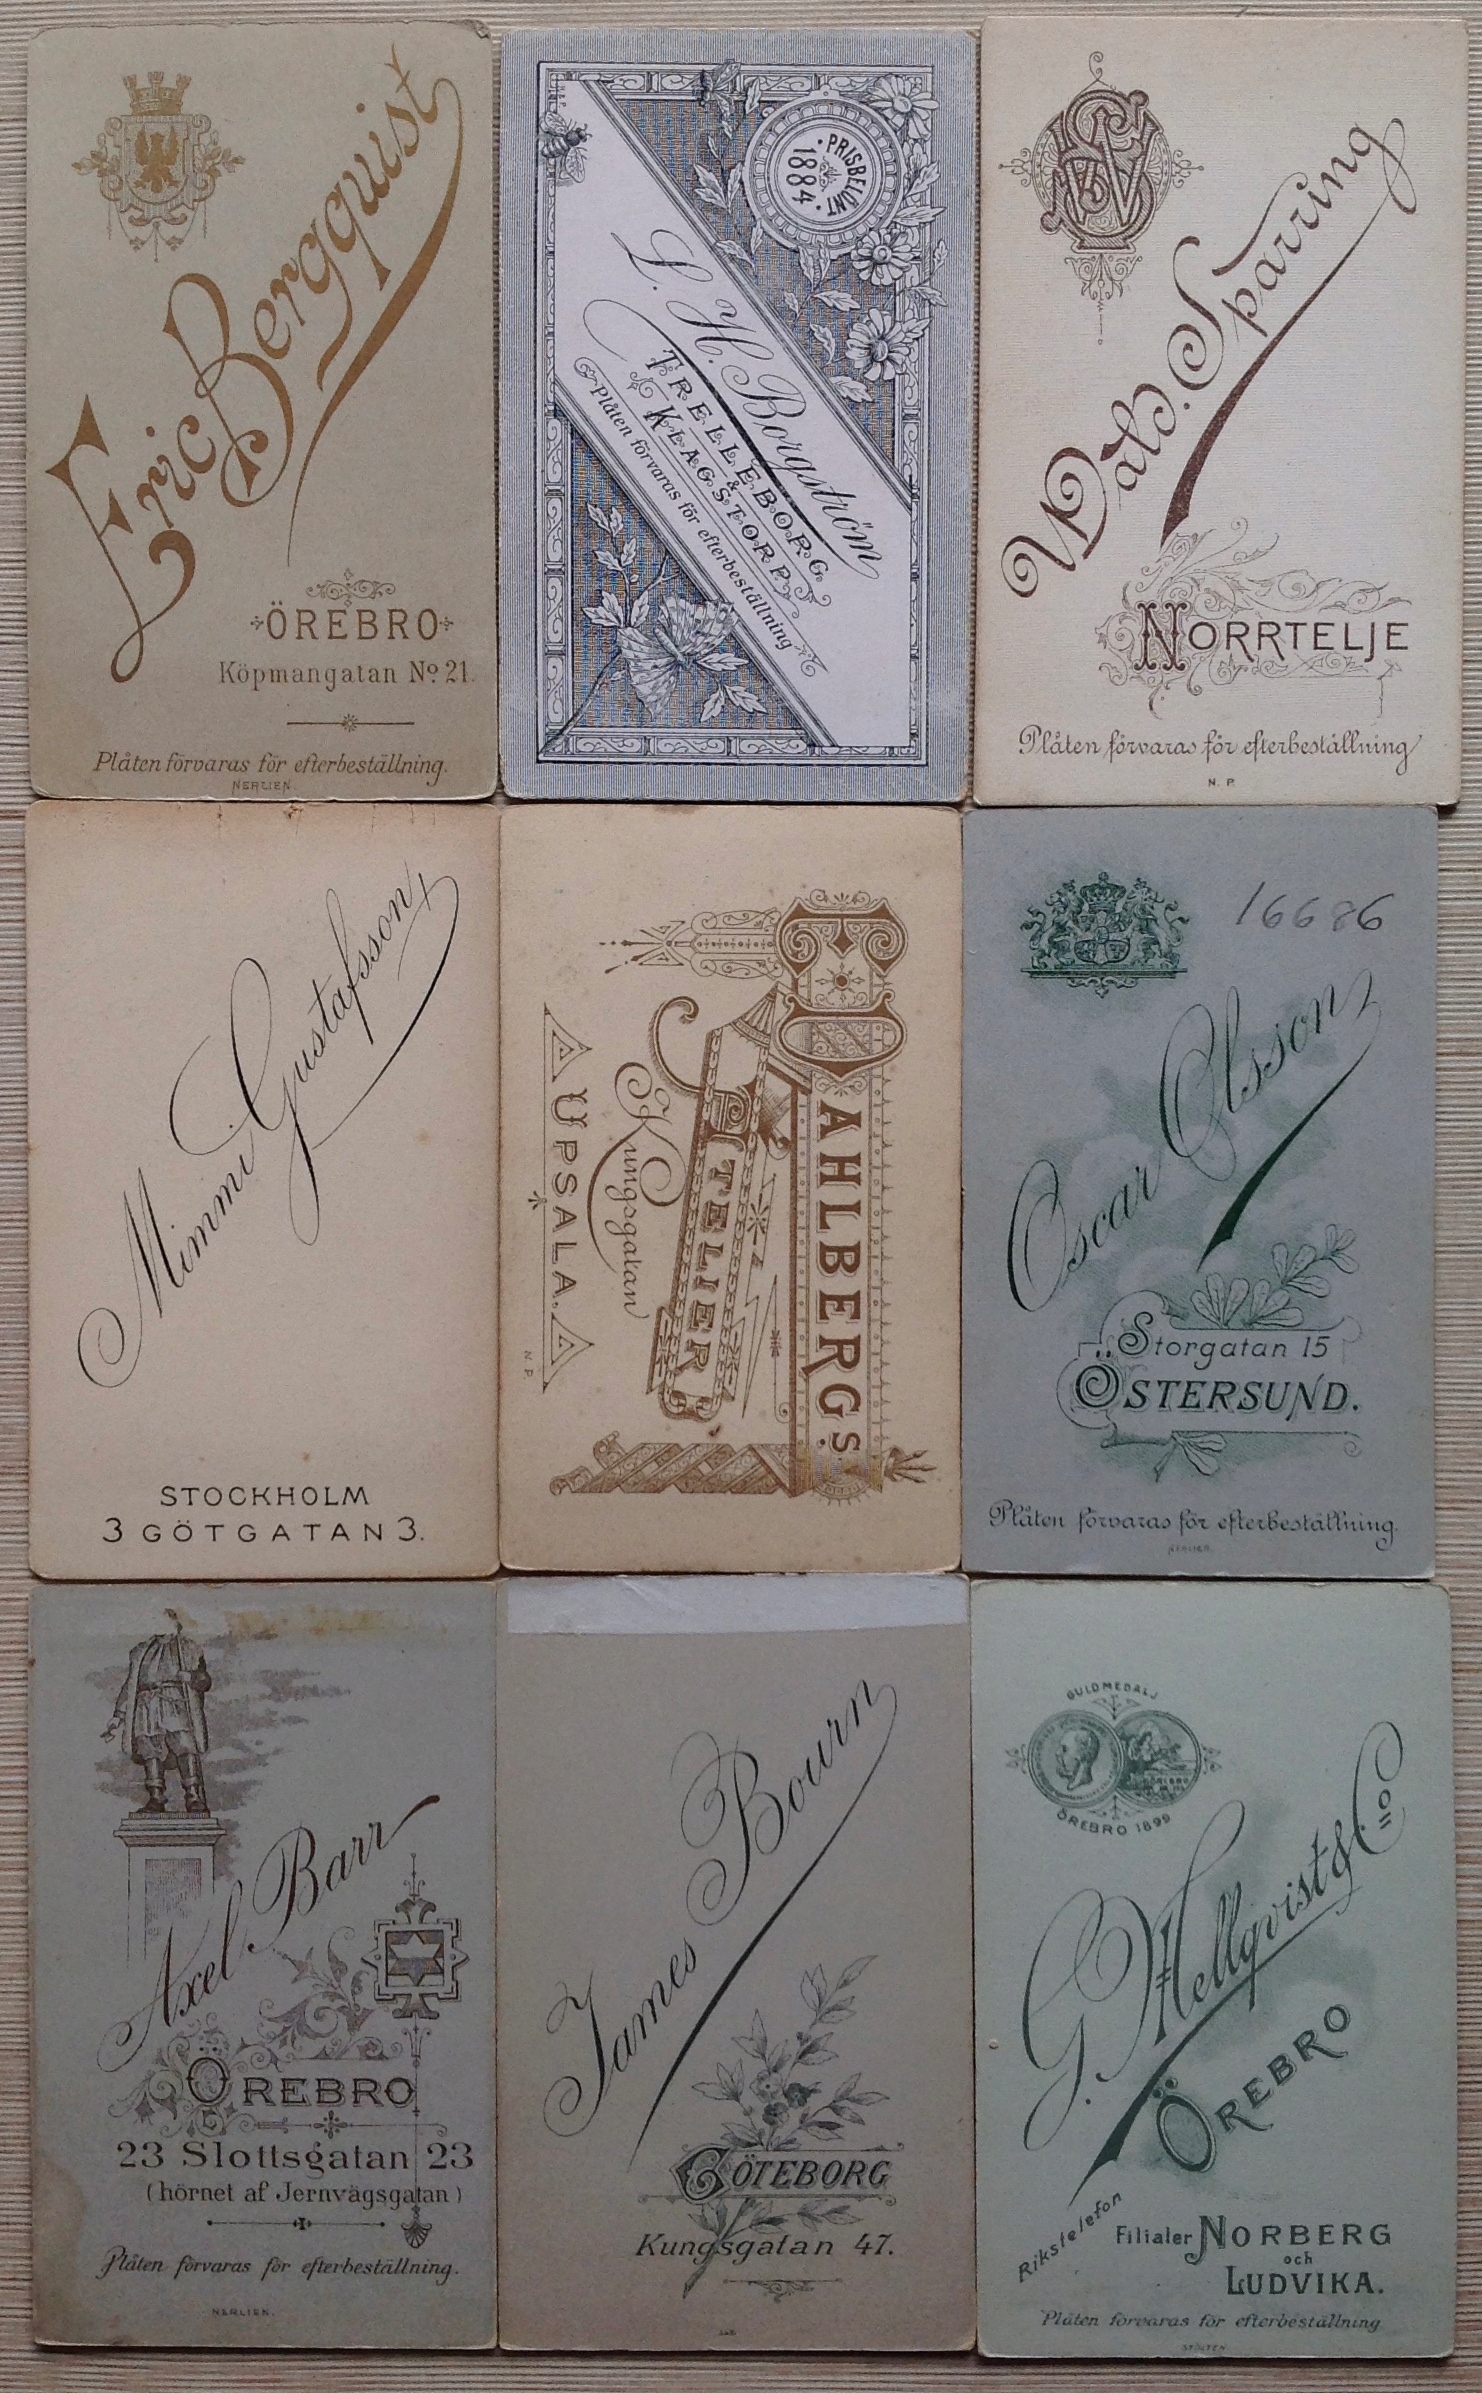 Eric Bergquist
ÖREBRO
Köpmangatan No. 21.
Plåten förvaras för efterbeställning.
NERLIEN.
H & P.
PRISBELÖNT
1884
L. H. Borgström
TRELLEBORG
&
KLAGSTORP
Plåten förvaras för efterbeställning
Wald. Sparring
NORRTELJE
Plåten förvaras för efterbeställning
N. P.
Mimmi Gustafsson
STOCKHOLM
3 GÖTGATAN 3.
DAHLBERGS.
ATELIER
Kungsgatan
UPSALA.
N. P.
16686
Oscar Olsson
Storgatan 15
ÖSTERSUND.
Plåten förvaras för efterbeställning.
NERLIEN.
Axel Barr
ÖREBRO
23 Slottsgatan 23
(hörnet af Jernvägsgatan)
Plåten förvaras för efterbeställning.
NERLIEN.
James Bourn
GÖTEBORG
Kungsgatan 47.
GULDMEDALJ
ÖREBRO 1899
G. Hellqvist & Co
ÖREBRO
Rikstelefon
Filialer NORBERG
och
LUDVIKA.
Plåten förvaras för efterbeställning
STOLTEN